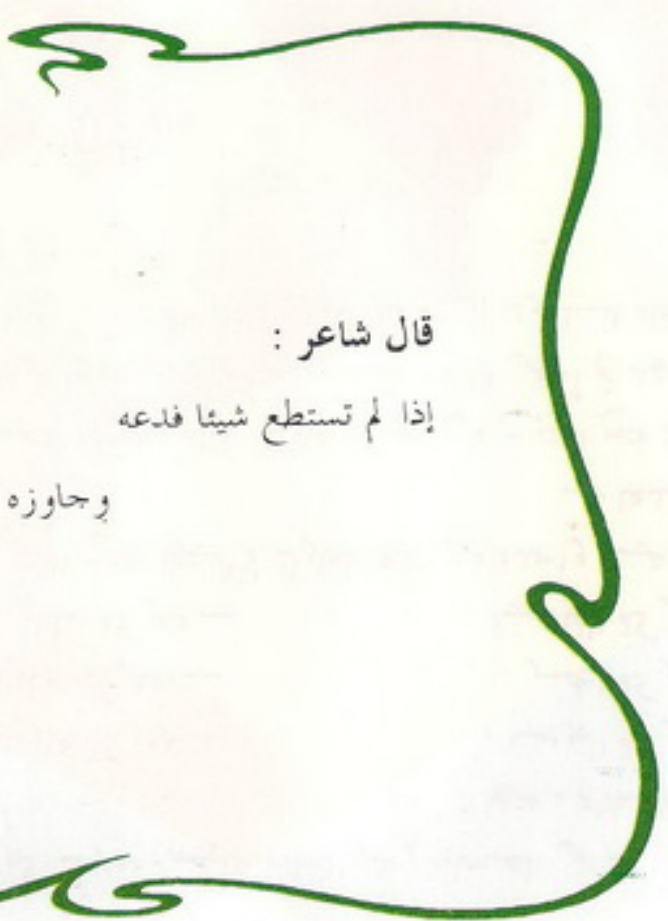 قال شاعر :
إذا لم تستطع شيئا فدعه
وجاوزه